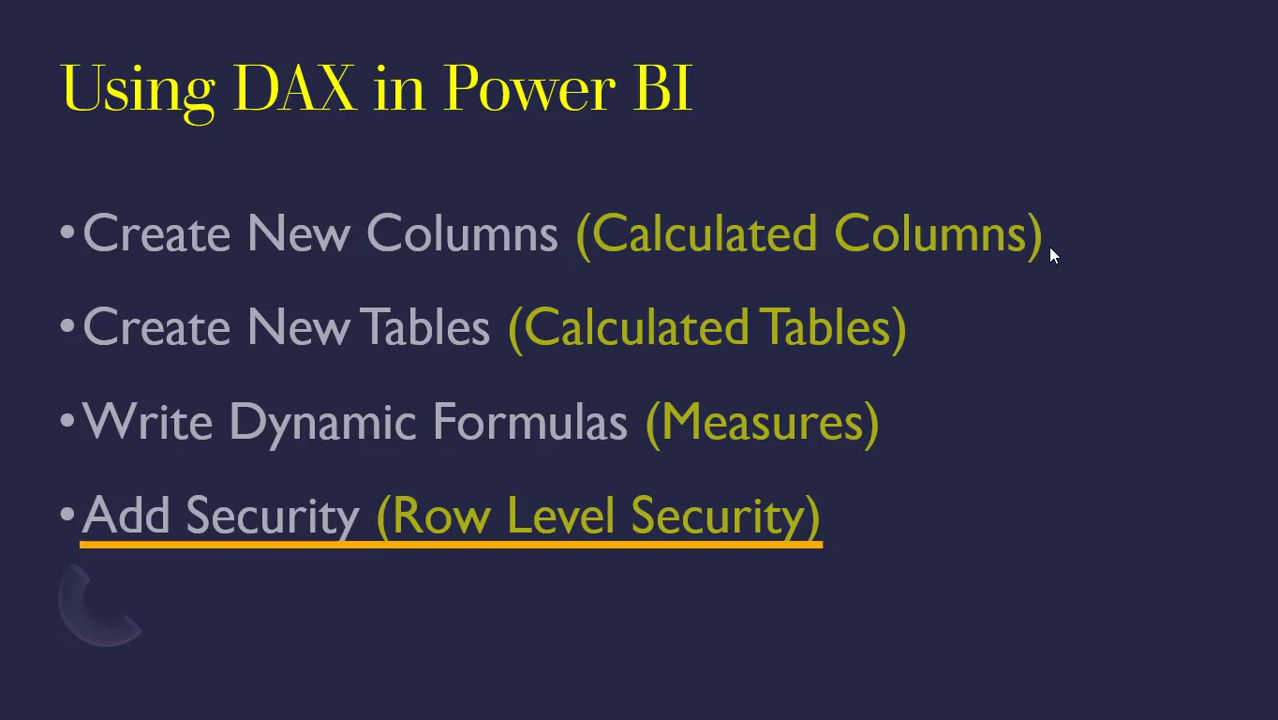 Using DAX in Power BI
• Create New Columns (Calculated Columns)
• Create New Tables (Calculated Tables)
• Write Dynamic Formulas (Measures)
• Add Security (Row Level Security)